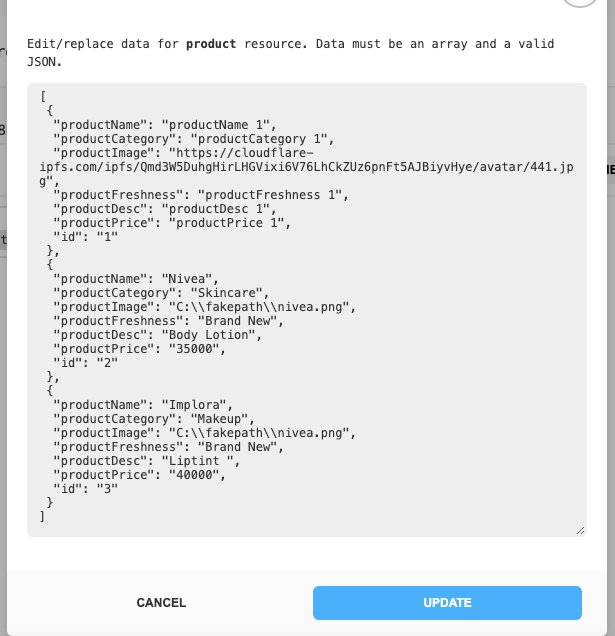 Edit/replace data for product resource. Data must be an array and a valid
JSON.
[
{
"productName": "productName 1",
"productCategory": "productCategory 1",
"productImage": "https://cloudflare-
ipfs.com/ipfs/Qmd3W5DuhgHirLHGVixi6V76LhCkZUz6pnFt5AJBiyvHye/avatar/441.jp
g",
"productFreshness": "productFreshness 1",
"productDesc": "productDesc 1",
"productPrice": "productPrice 1",
"id": "1"
},
{
"productName": "Nivea",
"productCategory": "Skincare",
"productImage": "C:\\fakepath\\nivea.png",
"productFreshness": "Brand New",
"productDesc": "Body Lotion",
"productPrice": "35000",
"id": "2"
},
{
"productName": "Implora",
"productCategory": "Makeup",
"productImage": "C:\\fakepath\\nivea.png",
"productFreshness": "Brand New",
"productDesc": "Liptint ",
"productPrice": "40000",
"id": "3"
}
]
CANCEL UPDATE